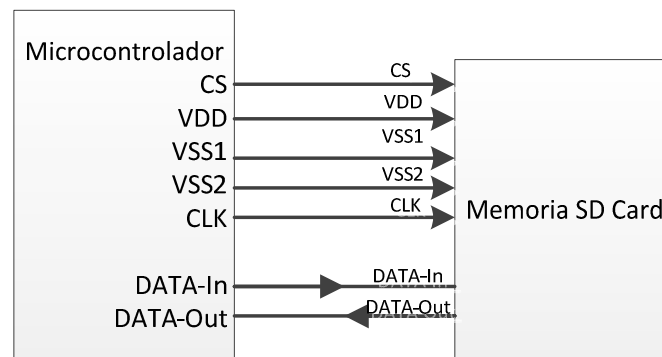 Microcontrolador
CS
CS
VDD
VDD
VSS1
VSS1
VSS2
VSS2
CLK
CLK
Memoria SD Card
DATA-In
DATA-In
DATA-Out
DATA-Out